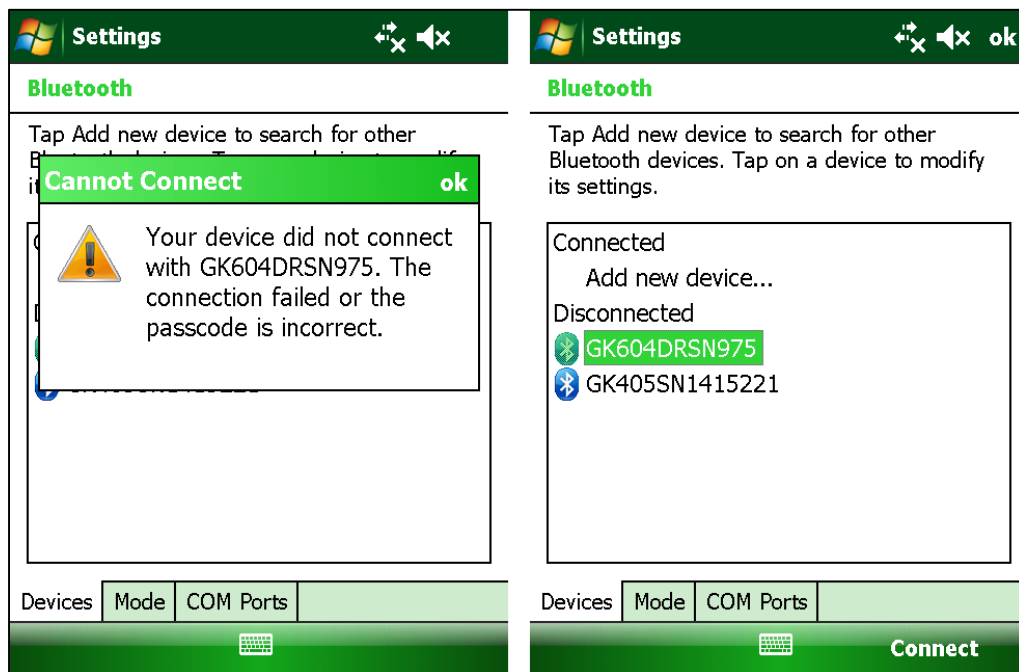 Settings
Bluetooth
Tap Add new device to search for other
Cannot Connect ok
Your device did not connect
with GK604DRSN975. The
connection failed or the
passcode is incorrect.
Devices Mode COM Ports
Settings ok
Bluetooth
Tap Add new device to search for other
Bluetooth devices. Tap on a device to modify
its settings.
Connected
Add new device...
Disconnected
GK604DRSN975
GK405SN1415221
Devices Mode COM Ports
Connect